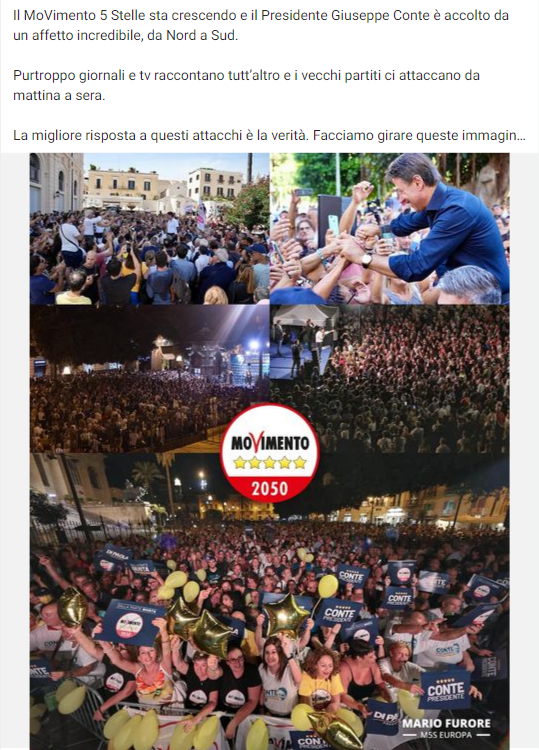 Il MoVimento 5 Stelle sta crescendo e il Presidente Giuseppe Conte è accolto da
un affetto incredibile, da Nord a Sud.
Purtroppo giornali e tv raccontano tutt'altro e i vecchi partiti ci attaccano da
mattina a sera.
La migliore risposta a questi attacchi è la verità. Facciamo girare queste immagin...
MOVIMENTO
2050
CONTE
PRESIDENTE
CONTE
CONTE
CONTE
PRESIDENTE
CONTE
PRESIDENTE
MARIO FURORE
M5S EUROPA